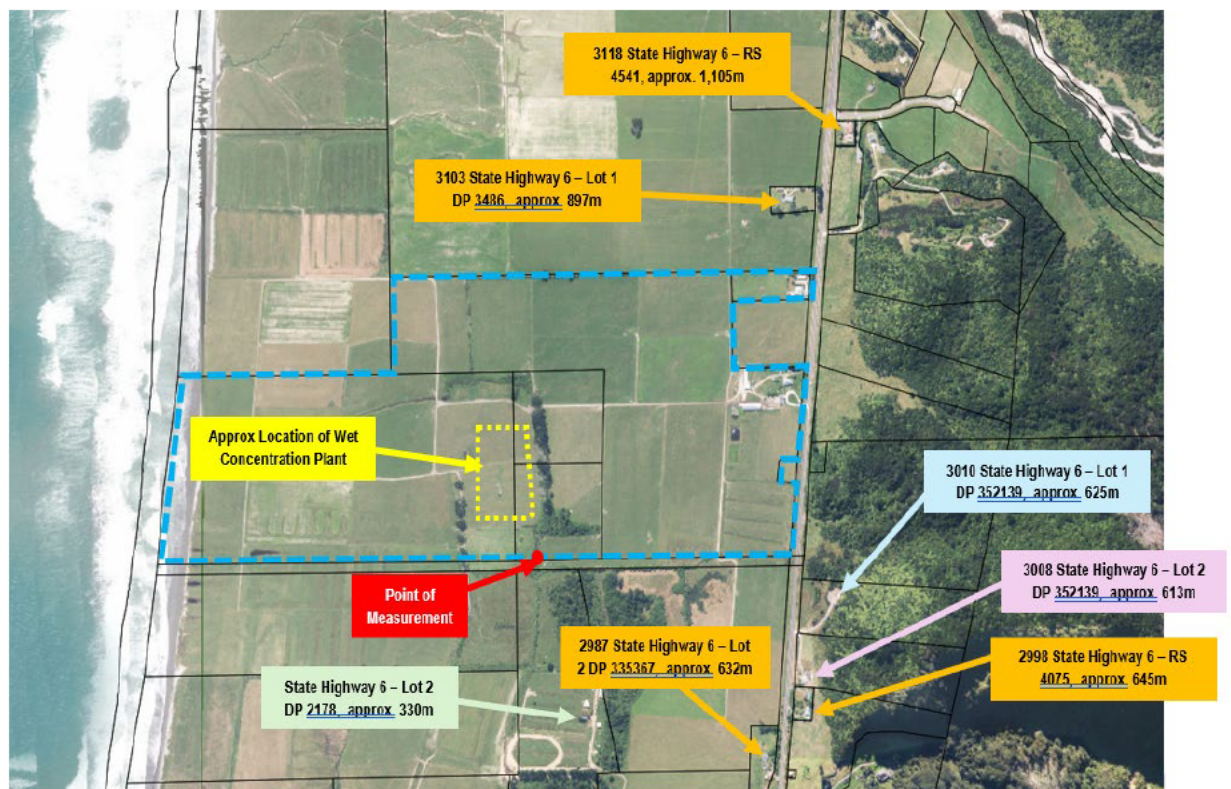 3118 State Highway 6 – RS
4541, approx. 1,105m
3103 State Highway 6 – Lot 1
DP 3486, approx. 897m
Approx Location of Wet
Concentration Plant
3010 State Highway 6 – Lot 1
DP 352139, approx. 625m
Point of
Measurement
3008 State Highway 6 – Lot 2
DP 352139, approx. 613m
2987 State Highway 6 – Lot
2 DP 335367, approx. 632m
2998 State Highway 6 – RS
4075, approx. 645m
State Highway 6 – Lot 2
DP 2178, approx. 330m